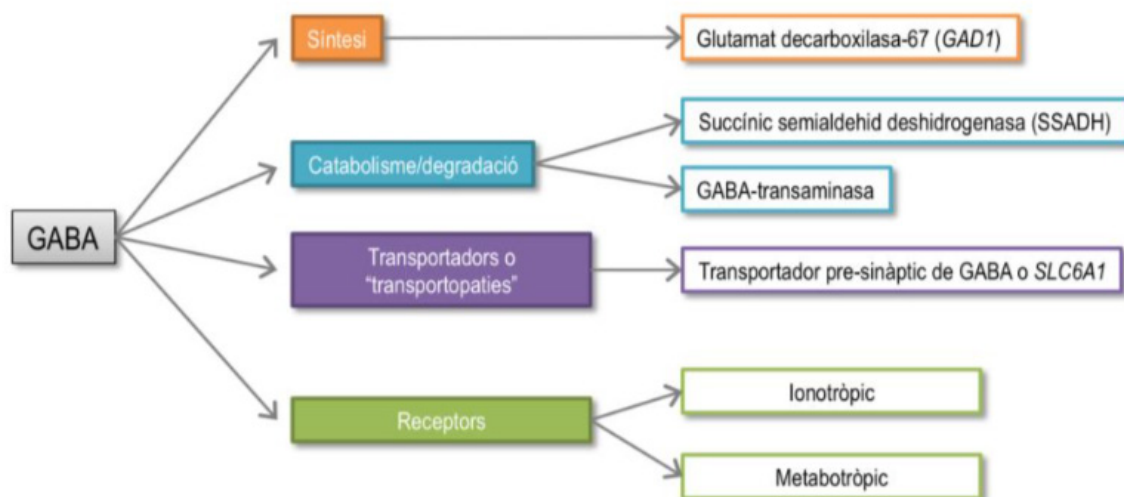 GABA
Síntesi
Glutamat decarboxilasa-67 (GAD1)
Catabolisme/degradació
Succínic semialdehid deshidrogenasa (SSADH)
GABA-transaminasa
Transportadors o
“transportopaties”
Transportador pre-sinàptic de GABA o SLC6A1
Receptors
Ionotròpic
Metabotròpic